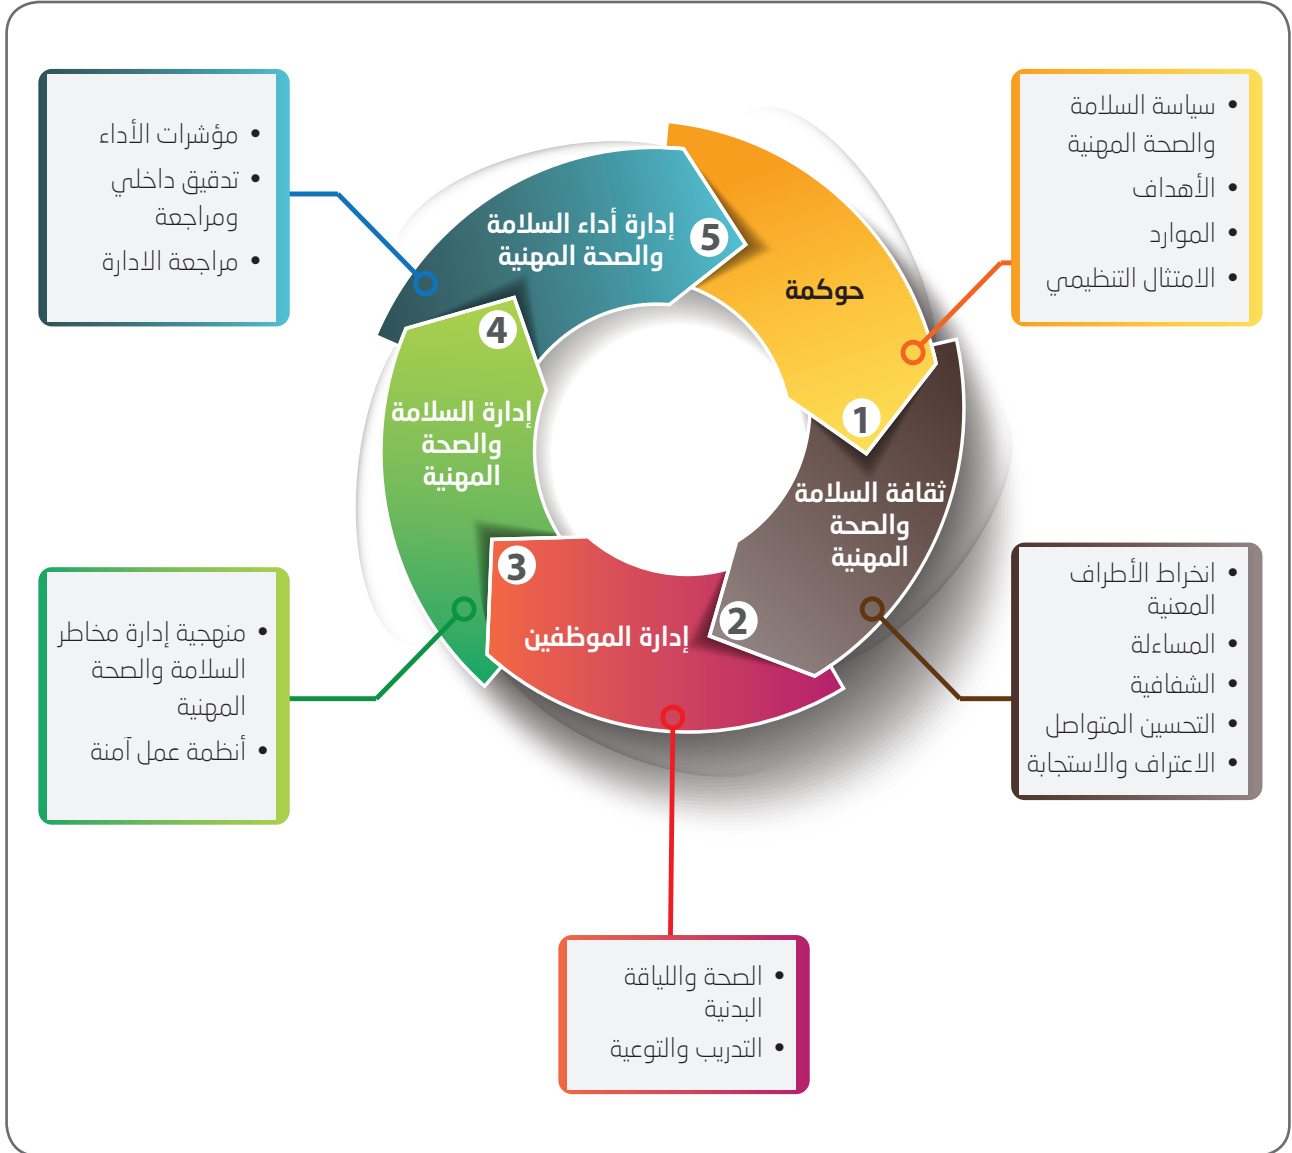 • سياسة السلامة
والصحة المهنية
• الأهداف
• الموارد
• الامتثال التنظيمي
• مؤشرات الأداء
• تدقيق داخلي
ومراجعة
• مراجعة الادارة
حوكمة
1
ثقافة السلامة
والصحة
المهنية
2
إدارة الموظفين
3
إدارة السلامة
والصحة
المهنية
4
إدارة أداء السلامة
والصحة المهنية
5
• انخراط الأطراف
المعنية
• المساءلة
• الشفافية
• التحسين المتواصل
• الاعتراف والاستجابة
• منهجية إدارة مخاطر
السلامة والصحة
المهنية
• أنظمة عمل آمنة
• الصحة واللياقة
البدنية
• التدريب والتوعية